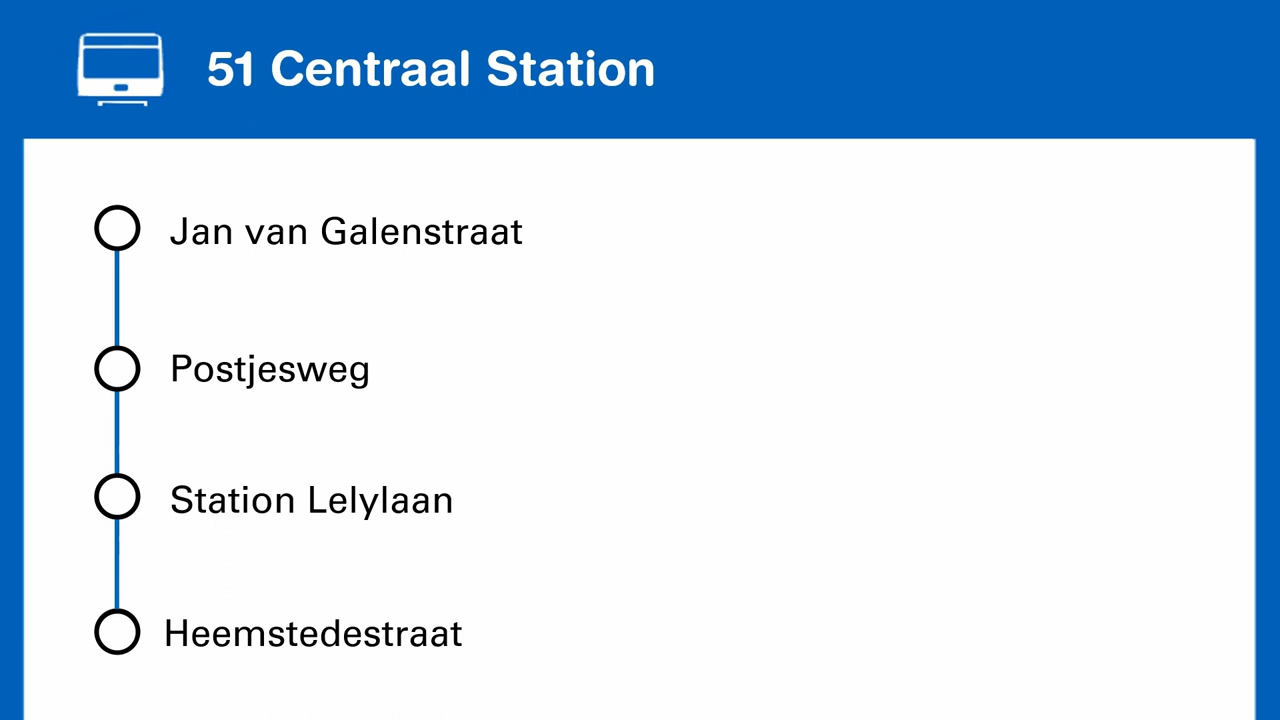 51 Centraal Station
Jan van Galenstraat
Postjesweg
Station Lelylaan
Heemstedestraat